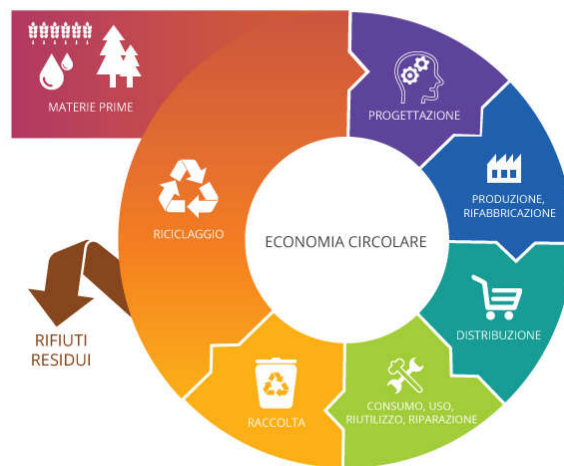 MATERIE PRIME
PROGETTAZIONE
PRODUZIONE,
RIFABBRICAZIONE
RICICLAGGIO
ECONOMIA CIRCOLARE
DISTRIBUZIONE
RIFIUTI
RESIDUI
CONSUMO, USO,
RIUTILIZZO, RIPARAZIONE
RACCOLTA